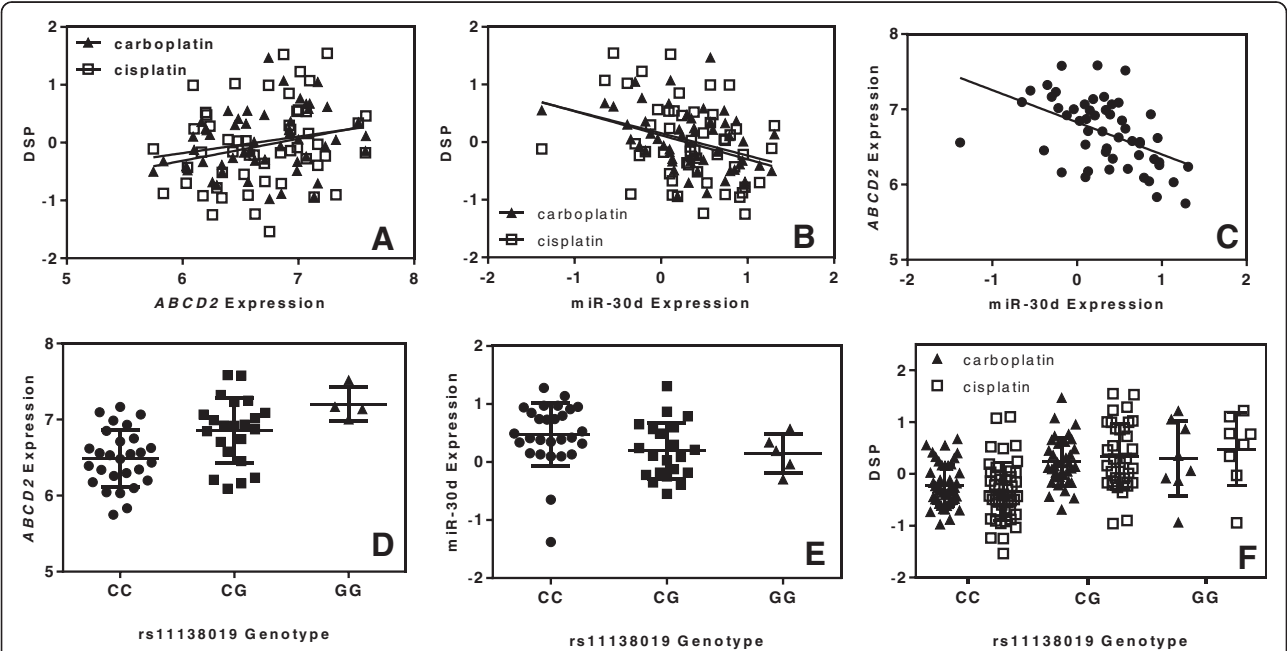 2
1
0
-1
-2
DSP
carboplatin
cisplatin
A
5
6
7
8
ABCD2 Expression
2
1
0
-1
-2
DSP
carboplatin
cisplatin
B
-2
-1
0
1
2
miR-30d Expression
8
7
6
5
ABCD2 Expression
C
-2
-1
0
1
2
miR-30d Expression
8
7
6
5
ABCD2 Expression
D
CC
CG
GG
rs11138019 Genotype
2
1
0
-1
-2
miR-30d Expression
E
CC
CG
GG
rs11138019 Genotype
2
1
0
-1
-2
DSP
carboplatin
cisplatin
F
CC
CG
GG
rs11138019 Genotype